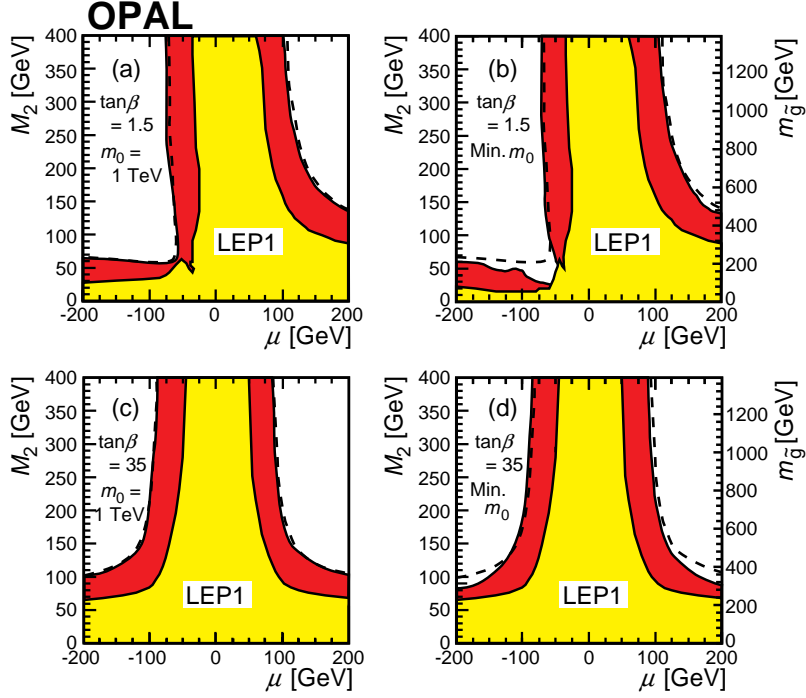 OPAL
M₂ [GeV]
400
350
300
250
200
150
100
50
0
(a)
tanβ
= 1.5
m₀ =
1 TeV
LEP1
-200 -100 0 100 200
μ [GeV]
M₂ [GeV]
400
350
300
250
200
150
100
50
0
(b)
tanβ
= 1.5
Min. m₀
LEP1
-200 -100 0 100 200
μ [GeV]
m_g̃ [GeV]
1200
1000
800
600
400
200
0
M₂ [GeV]
400
350
300
250
200
150
100
50
0
(c)
tanβ
= 35
m₀ =
1 TeV
LEP1
-200 -100 0 100 200
μ [GeV]
M₂ [GeV]
400
350
300
250
200
150
100
50
0
(d)
tanβ
= 35
Min.
m₀
LEP1
-200 -100 0 100 200
μ [GeV]
m_g̃ [GeV]
1200
1000
800
600
400
200
0